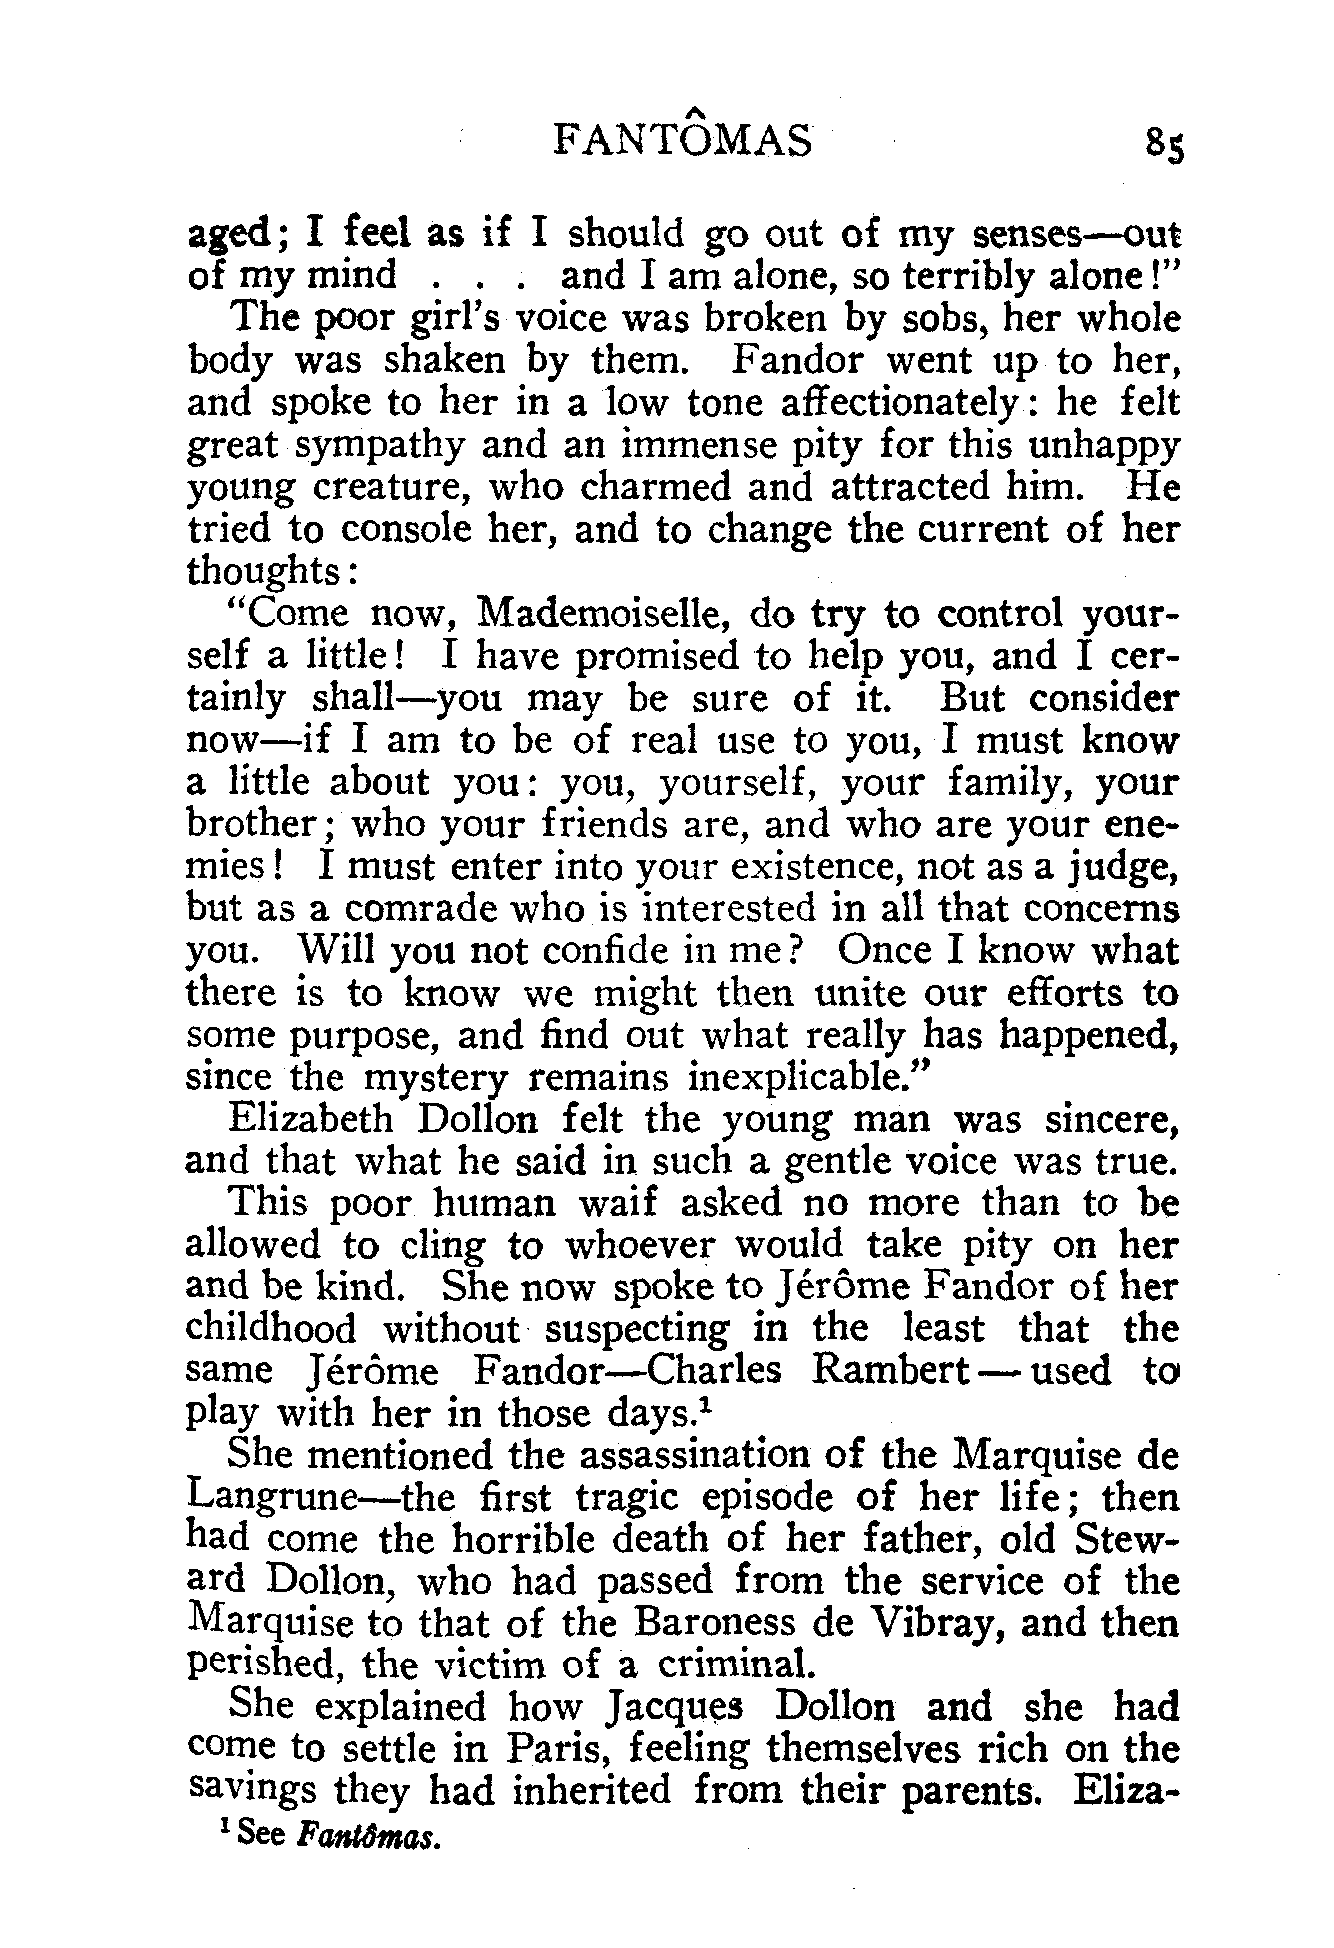 FANTÔMAS 85
aged; I feel as if I should go out of my senses—out
of my mind . . . and I am alone, so terribly alone!"
The poor girl's voice was broken by sobs, her whole
body was shaken by them. Fandor went up to her,
and spoke to her in a low tone affectionately: he felt
great sympathy and an immense pity for this unhappy
young creature, who charmed and attracted him. He
tried to console her, and to change the current of her
thoughts:
"Come now, Mademoiselle, do try to control your-
self a little! I have promised to help you, and I cer-
tainly shall—you may be sure of it. But consider
now—if I am to be of real use to you, I must know
a little about you: you, yourself, your family, your
brother; who your friends are, and who are your ene-
mies! I must enter into your existence, not as a judge,
but as a comrade who is interested in all that concerns
you. Will you not confide in me? Once I know what
there is to know we might then unite our efforts to
some purpose, and find out what really has happened,
since the mystery remains inexplicable."
Elizabeth Dollon felt the young man was sincere,
and that what he said in such a gentle voice was true.
This poor human waif asked no more than to be
allowed to cling to whoever would take pity on her
and be kind. She now spoke to Jérôme Fandor of her
childhood without suspecting in the least that the
same Jérôme Fandor—Charles Rambert—used to
play with her in those days.¹
She mentioned the assassination of the Marquise de
Langrune—the first tragic episode of her life; then
had come the horrible death of her father, old Stew-
ard Dollon, who had passed from the service of the
Marquise to that of the Baroness de Vibray, and then
perished, the victim of a criminal.
She explained how Jacques Dollon and she had
come to settle in Paris, feeling themselves rich on the
savings they had inherited from their parents. Eliza-
¹ See Fantômas.